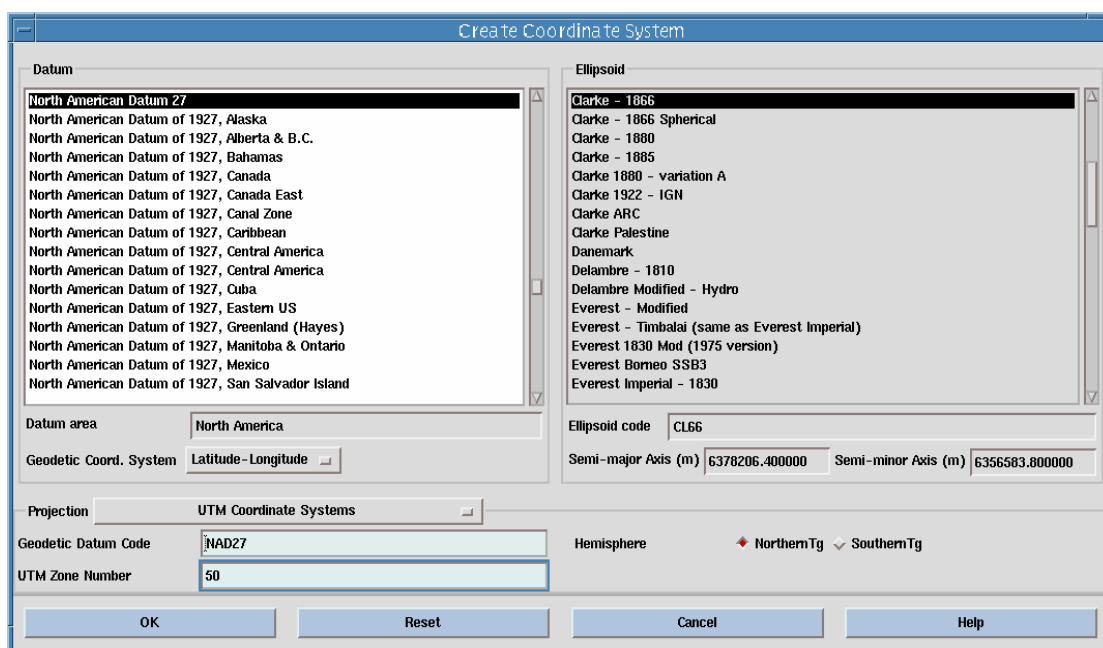 Create Coordinate System
Datum
North American Datum 27
North American Datum of 1927, Alaska
North American Datum of 1927, Alberta & B.C.
North American Datum of 1927, Bahamas
North American Datum of 1927, Canada
North American Datum of 1927, Canada East
North American Datum of 1927, Canal Zone
North American Datum of 1927, Caribbean
North American Datum of 1927, Central America
North American Datum of 1927, Central America
North American Datum of 1927, Cuba
North American Datum of 1927, Eastern US
North American Datum of 1927, Greenland (Hayes)
North American Datum of 1927, Manitoba & Ontario
North American Datum of 1927, Mexico
North American Datum of 1927, San Salvador Island
Datum area North America
Geodetic Coord. System Latitude-Longitude
Ellipsoid
Clarke - 1866
Clarke - 1866 Spherical
Clarke - 1880
Clarke - 1885
Clarke 1880 - variation A
Clarke 1922 - IGN
Clarke ARC
Clarke Palestine
Danemark
Delambre - 1810
Delambre Modified - Hydro
Everest - Modified
Everest - Timbalai (same as Everest Imperial)
Everest 1830 Mod (1975 version)
Everest Borneo SSB3
Everest Imperial - 1830
Ellipsoid code CL66
Semi-major Axis (m) 6378206.400000 Semi-minor Axis (m) 6356583.800000
Projection UTM Coordinate Systems
Geodetic Datum Code NAD27 Hemisphere NorthernTg SouthernTg
UTM Zone Number 50
OK Reset Cancel Help